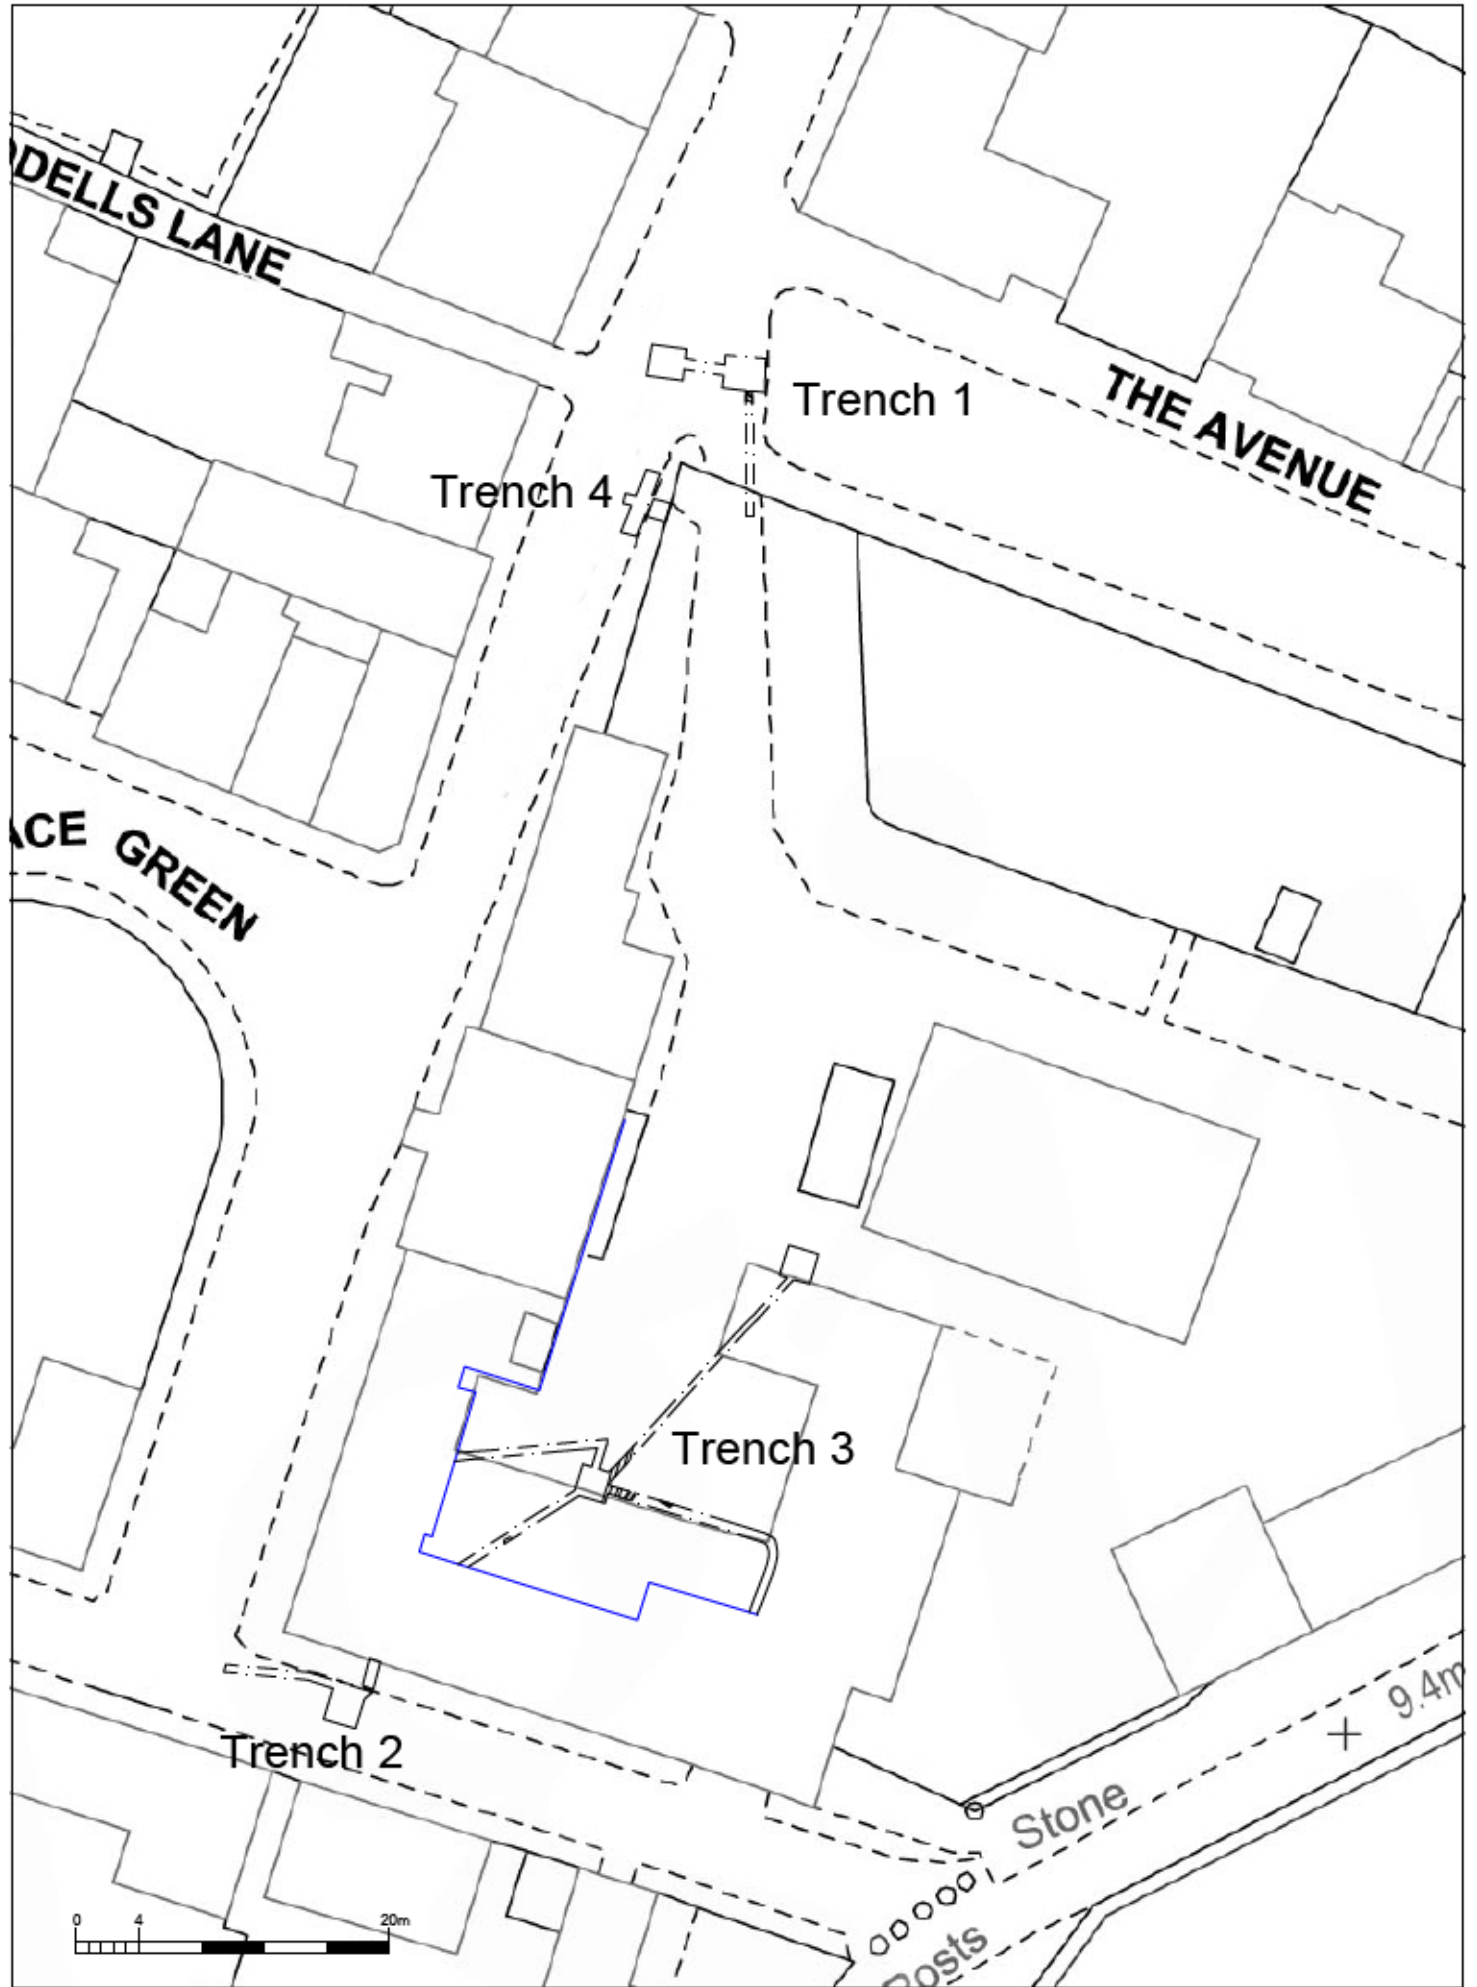 DELLS LANE
THE AVENUE
Trench 1
Trench 4
ACE GREEN
Trench 3
Trench 2
9.4m
Stone
Posts
0 4 20m